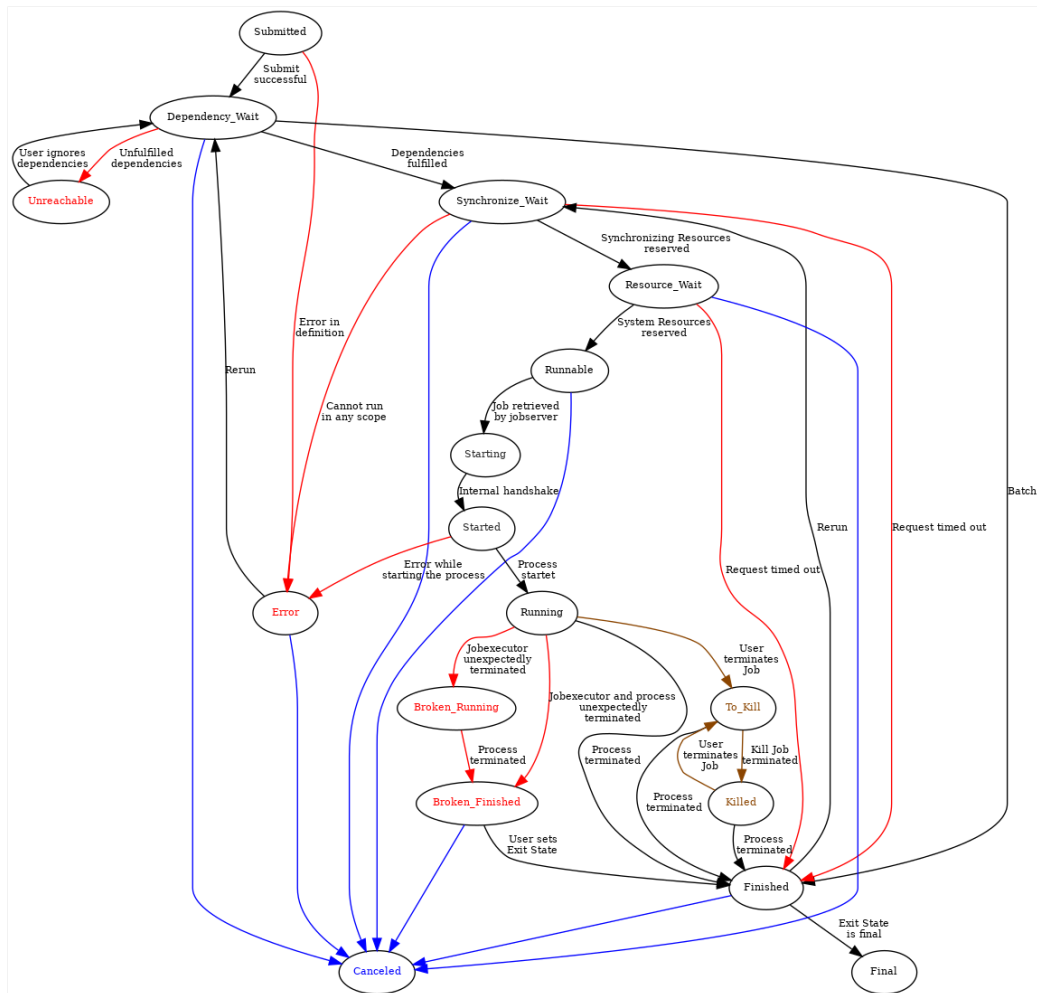 Submitted
Submit
successful
Dependency_Wait
User ignores
dependencies
Unfulfilled
dependencies
Dependencies
fulfilled
Unreachable
Synchronize_Wait
Synchronizing Resources
reserved
Resource_Wait
Error in
definition
System Resources
reserved
Runnable
Rerun
Cannot run
in any scope
Job retrieved
by jobserver
Starting
Internal handshake
Batch
Started
Rerun
Request timed out
Error while
starting the process
Process
startet
Request timed out
Error
Running
Jobexecutor
unexpectedly
terminated
User
terminates
Job
Broken_Running
Jobexecutor and process
unexpectedly
terminated
To_Kill
Process
terminated
Process
terminated
User
terminates
Job
Kill Job
terminated
Broken_Finished
Process
terminated
Killed
User sets
Exit State
Process
terminated
Finished
Exit State
is final
Canceled
Final